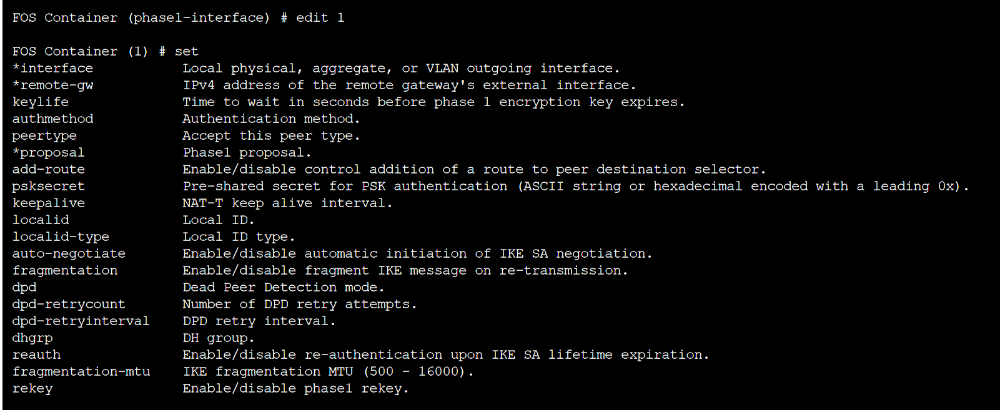 FOS Container (phase1-interface) # edit 1
FOS Container (1) # set
*interface Local physical, aggregate, or VLAN outgoing interface.
*remote-gw IPv4 address of the remote gateway's external interface.
keylife Time to wait in seconds before phase 1 encryption key expires.
authmethod Authentication method.
peertype Accept this peer type.
*proposal Phase1 proposal.
add-route Enable/disable control addition of a route to peer destination selector.
psksecret Pre-shared secret for PSK authentication (ASCII string or hexadecimal encoded with a leading 0x).
keepalive NAT-T keep alive interval.
localid Local ID.
localid-type Local ID type.
auto-negotiate Enable/disable automatic initiation of IKE SA negotiation.
fragmentation Enable/disable fragment IKE message on re-transmission.
dpd Dead Peer Detection mode.
dpd-retrycount Number of DPD retry attempts.
dpd-retryinterval DPD retry interval.
dhgrp DH group.
reauth Enable/disable re-authentication upon IKE SA lifetime expiration.
fragmentation-mtu IKE fragmentation MTU (500 - 16000).
rekey Enable/disable phase1 rekey.